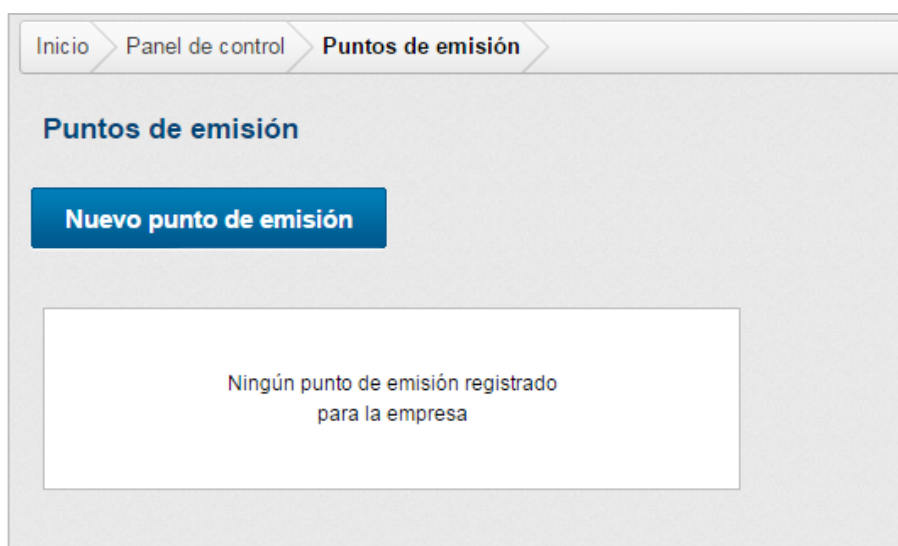 Inicio Panel de control Puntos de emisión
Puntos de emisión
Nuevo punto de emisión
Ningún punto de emisión registrado
para la empresa